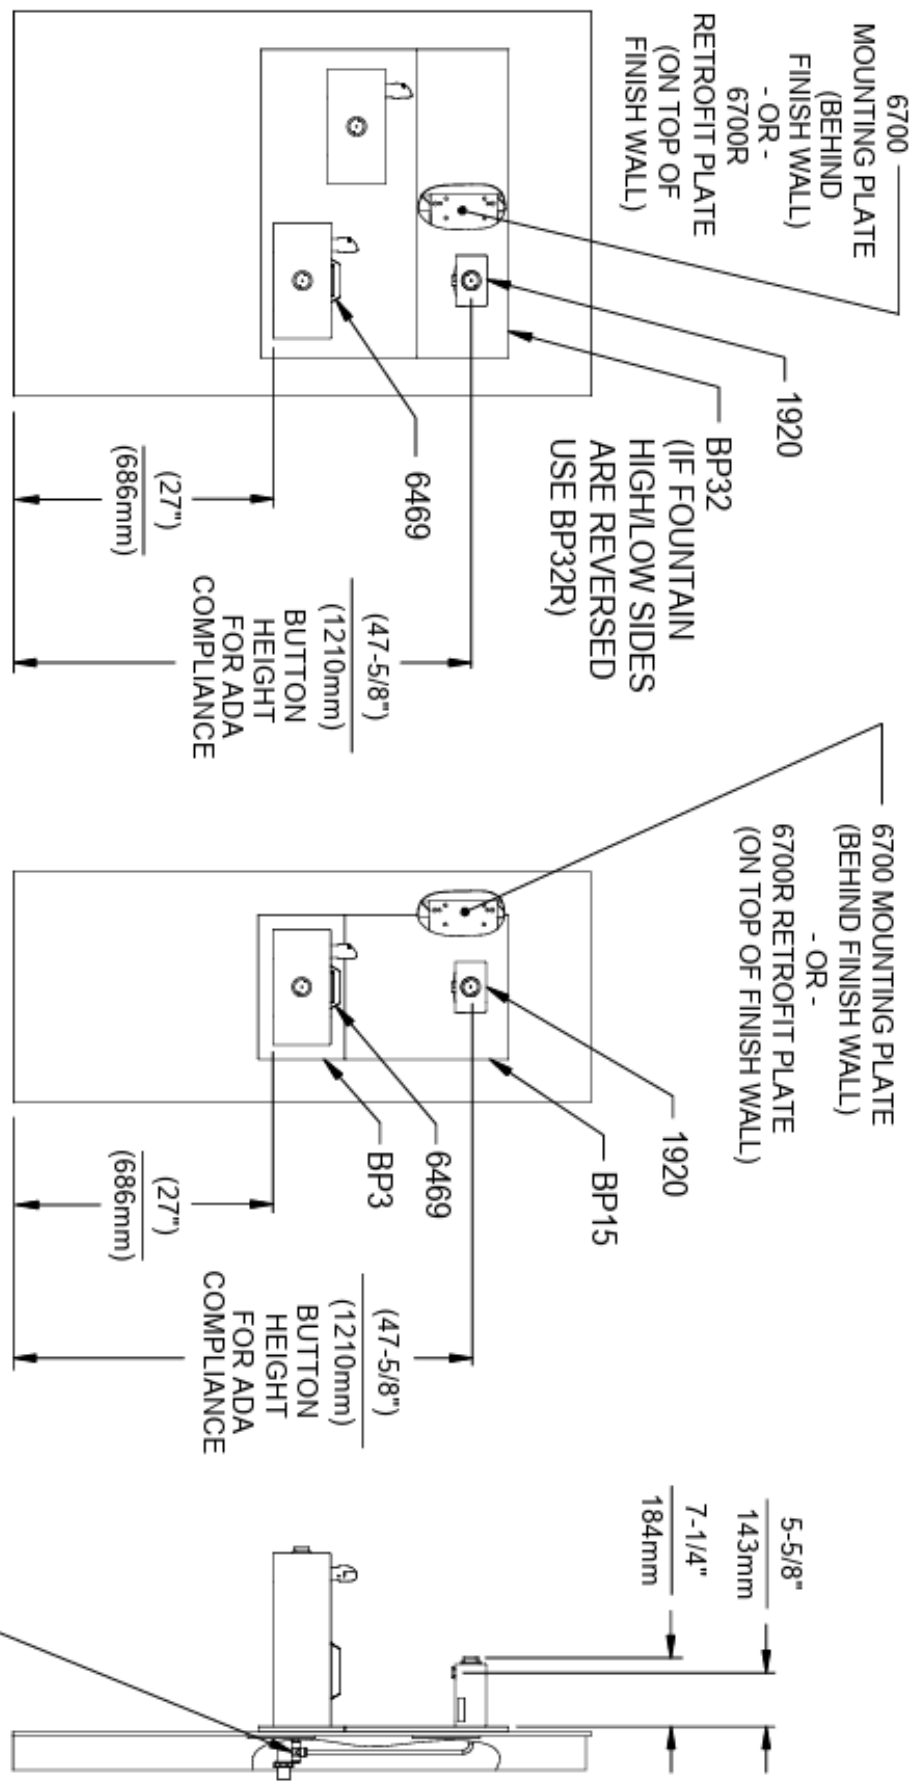 6700
MOUNTING PLATE
(BEHIND
FINISH WALL)
- OR -
6700R
RETROFIT PLATE
(ON TOP OF
FINISH WALL)
1920
BP32
(IF FOUNTAIN
HIGH/LOW SIDES
ARE REVERSED
USE BP32R)
6469
(27")
(686mm)
(47-5/8")
(1210mm)
BUTTON
HEIGHT
FOR ADA
COMPLIANCE
6700 MOUNTING PLATE
(BEHIND FINISH WALL)
- OR -
6700R RETROFIT PLATE
(ON TOP OF FINISH WALL)
1920
BP15
6469
BP3
(27")
(686mm)
(47-5/8")
(1210mm)
BUTTON
HEIGHT
FOR ADA
COMPLIANCE
5-5/8"
143mm
7-1/4"
184mm